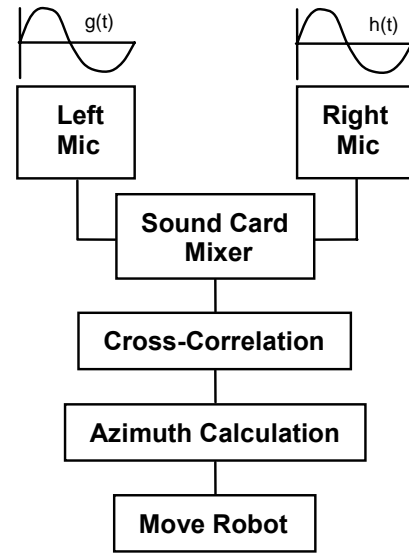 g(t)
h(t)
Left
Mic
Right
Mic
Sound Card
Mixer
Cross-Correlation
Azimuth Calculation
Move Robot